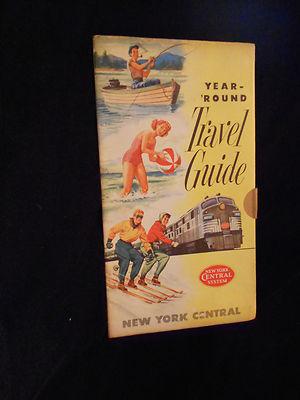 YEAR-
'ROUND
Travel
Guide
NEW YORK
CENTRAL
SYSTEM
NEW YORK CENTRAL